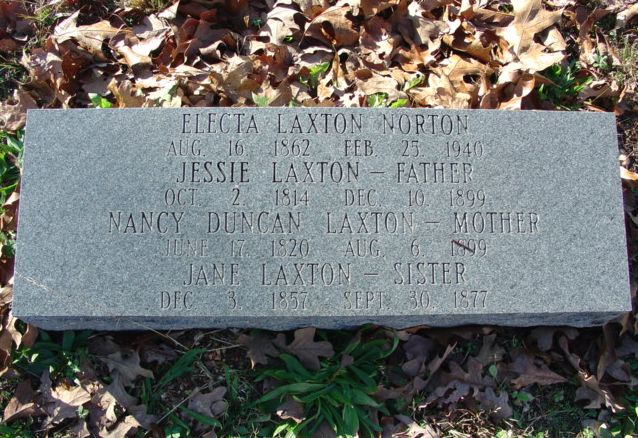 ELECTA LAXTON NORTON
AUG. 16, 1862 FEB. 25, 1940
JESSIE LAXTON — FATHER
OCT. 2, 1814 DEC. 10, 1899
NANCY DUNCAN LAXTON — MOTHER
JUNE 17, 1820 AUG. 6, 1909
JANE LAXTON — SISTER
DEC. 3, 1857 SEPT. 30, 1877